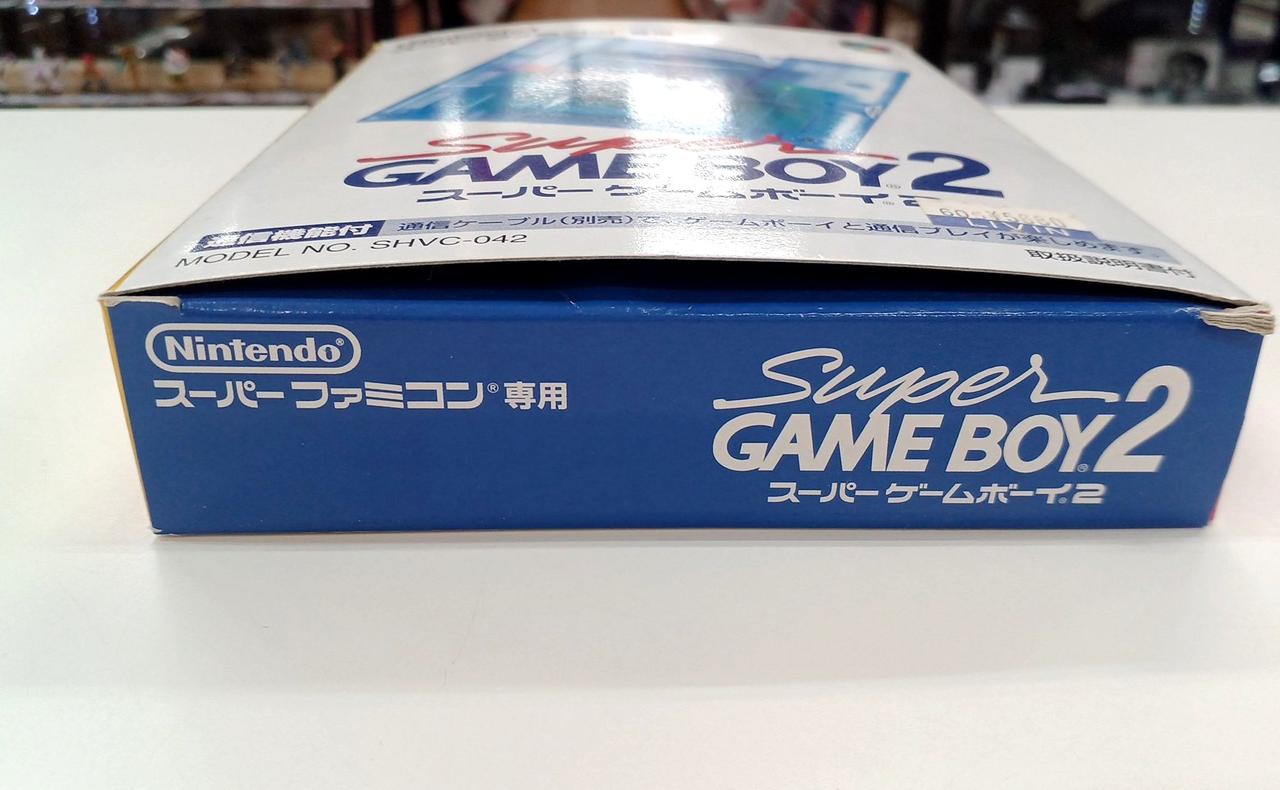 Super
GAME BOY® 2
スーパー ゲームボーイ®2
60 ¥5880
LIVIN
通信機能付 通信ケーブル(別売)で、ゲームボーイと通信プレイが楽しめます。
MODEL NO. SHVC-042
取扱説明書付
Nintendo®
スーパー ファミコン® 専用
Super
GAME BOY® 2
スーパー ゲームボーイ®2